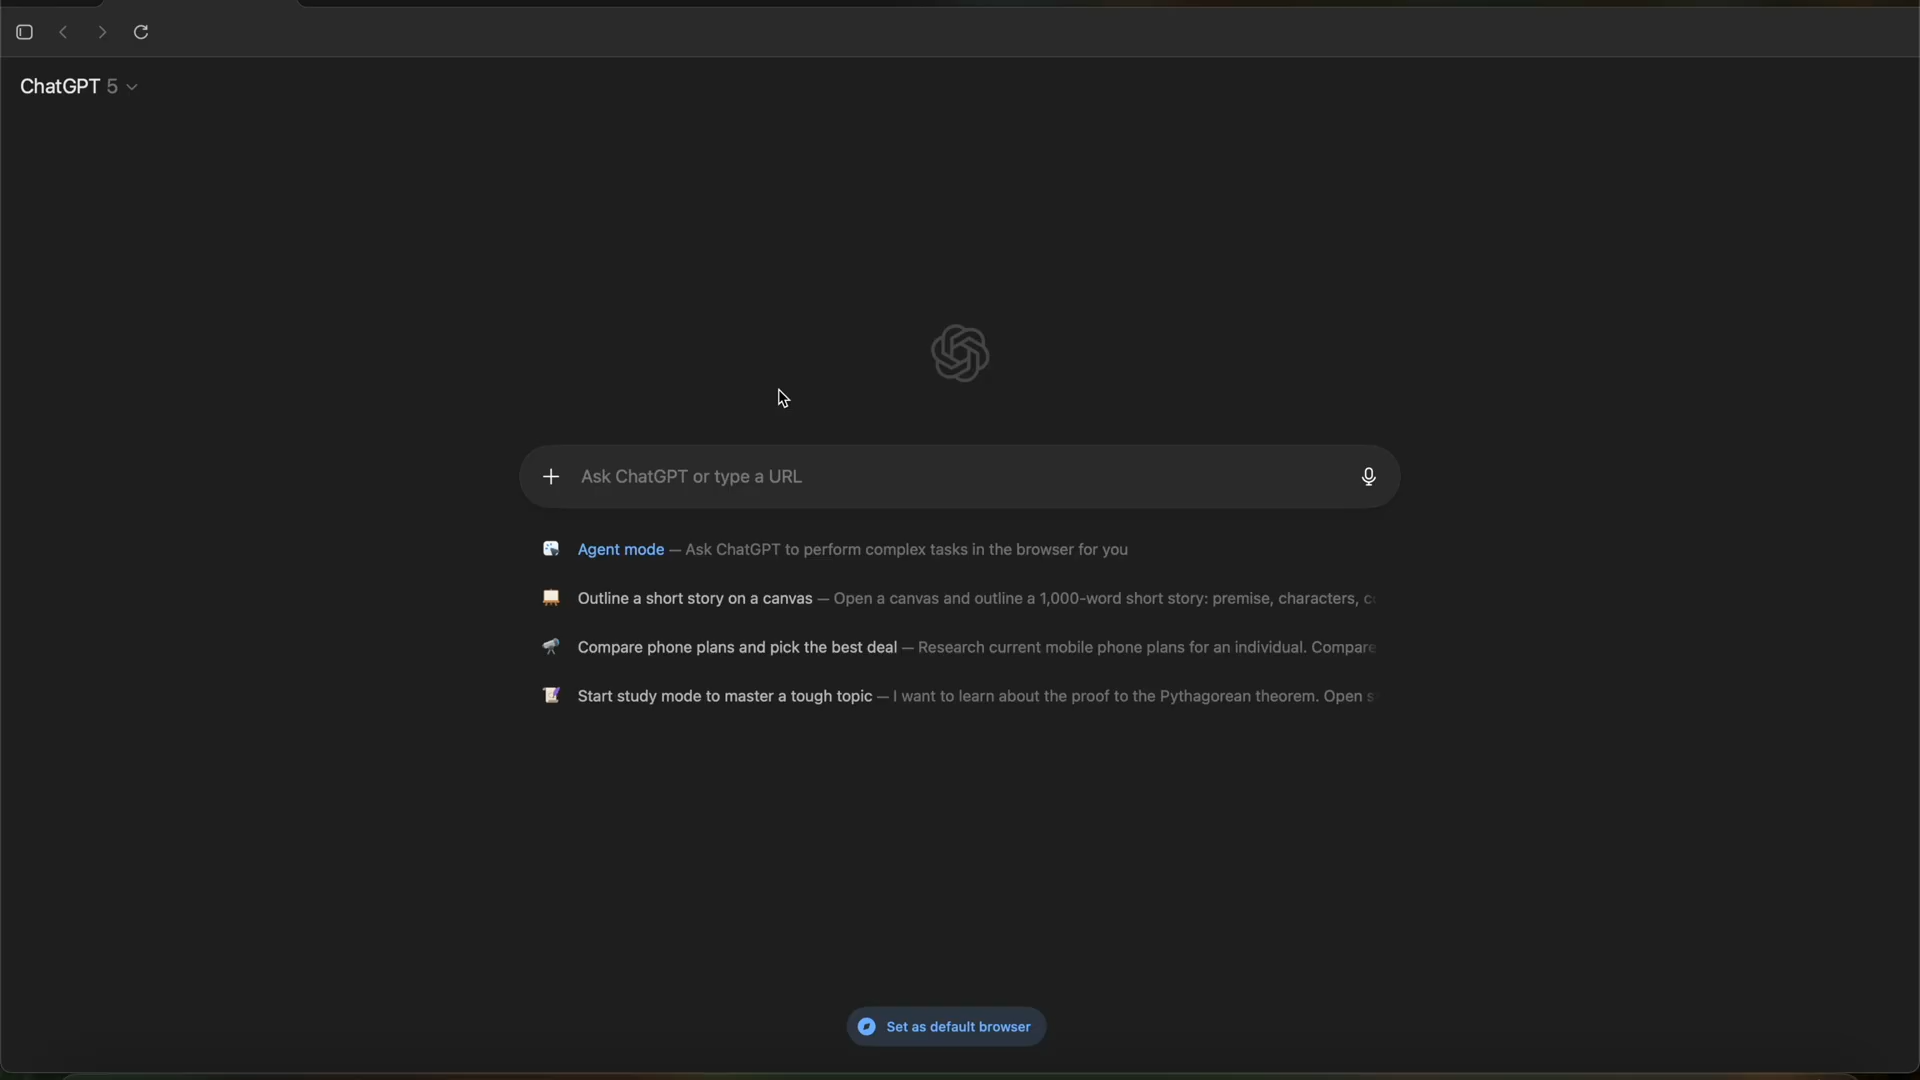 ChatGPT 5
Ask ChatGPT or type a URL
Agent mode — Ask ChatGPT to perform complex tasks in the browser for you
Outline a short story on a canvas — Open a canvas and outline a 1,000-word short story: premise, characters,
Compare phone plans and pick the best deal — Research current mobile phone plans for an individual. Compare
Start study mode to master a tough topic — I want to learn about the proof to the Pythagorean theorem. Open
Set as default browser